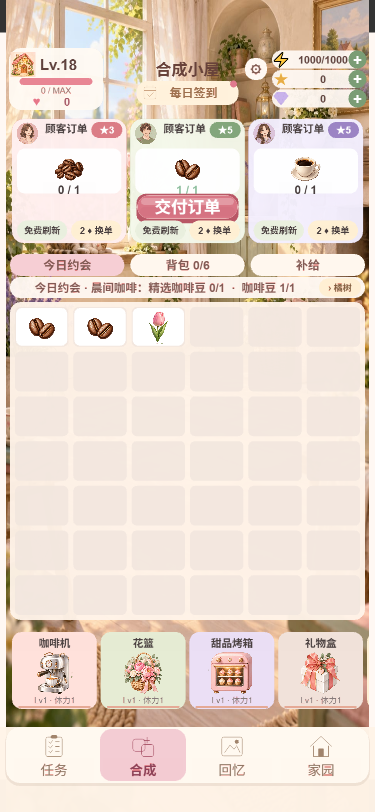 Lv.18
0 / MAX
♥ 0
合成小屋
每日签到
1000/1000
0
0
顾客订单 ★3
0 / 1
免费刷新 2♦换单
顾客订单 ★5
1 / 1
交付订单
免费刷新 2♦换单
顾客订单 ★5
0 / 1
免费刷新 2♦换单
今日约会
背包 0/6
补给
今日约会 · 晨间咖啡：精选咖啡豆 0/1 · 咖啡豆 1/1
› 橘树
咖啡机
Lv1 · 体力1
花篮
Lv1 · 体力1
甜品烤箱
Lv1 · 体力1
礼物盒
Lv1 · 体力1
任务
合成
回忆
家园